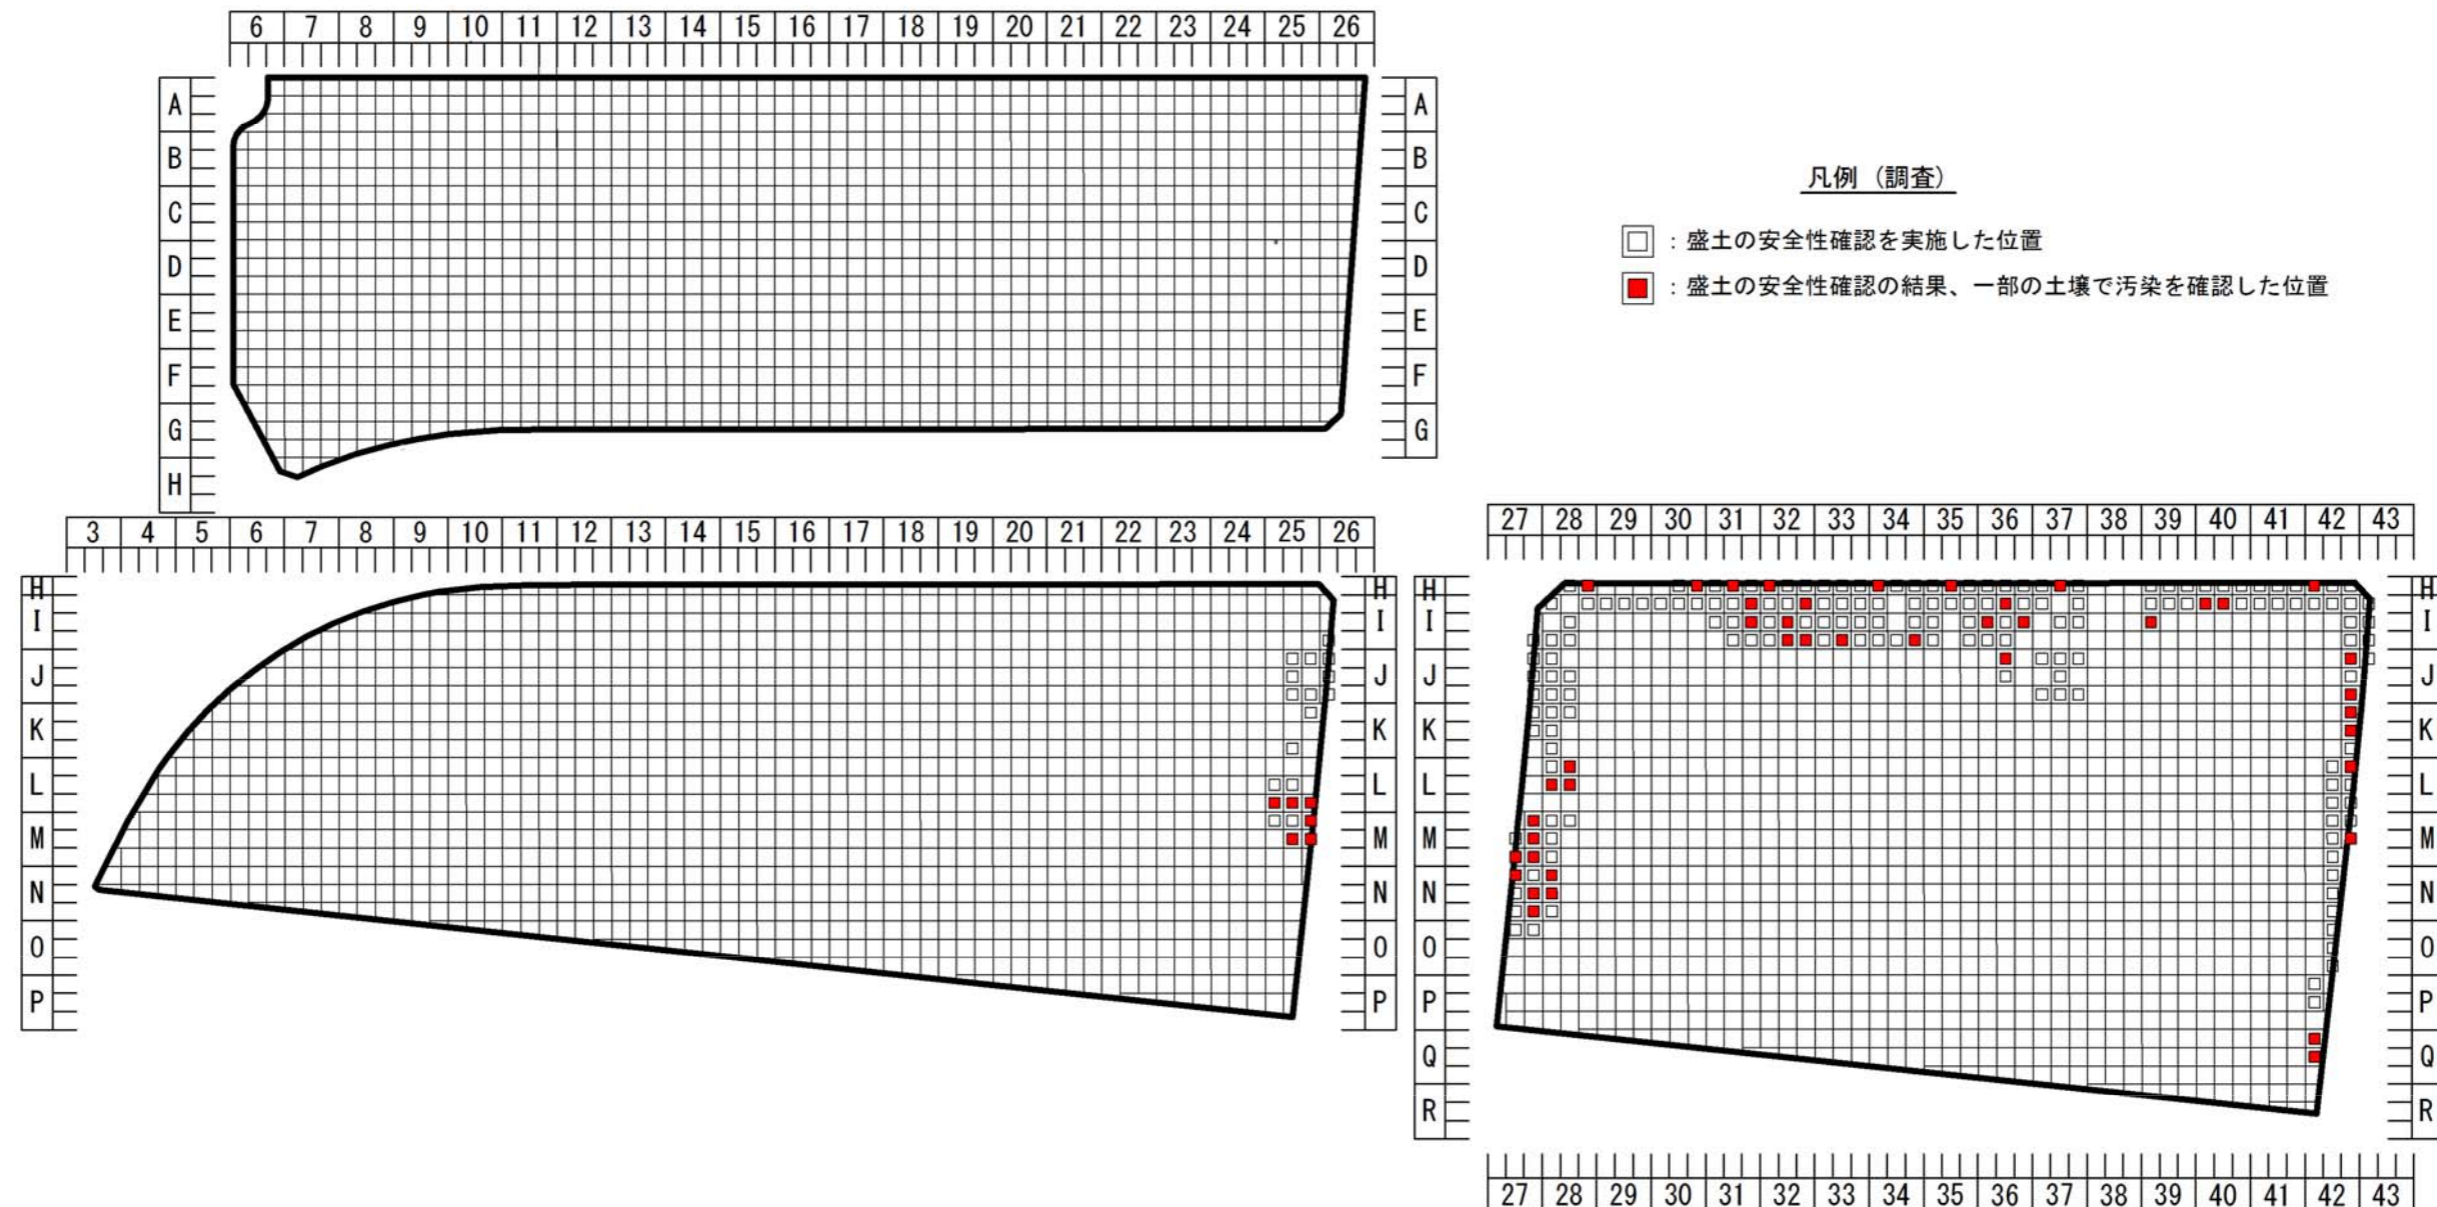 6 7 8 9 10 11 12 13 14 15 16 17 18 19 20 21 22 23 24 25 26
A A
B B
C C
D D
E E
F F
G G
H
凡例（調査）
：盛土の安全性確認を実施した位置
：盛土の安全性確認の結果、一部の土壌で汚染を確認した位置
3 4 5 6 7 8 9 10 11 12 13 14 15 16 17 18 19 20 21 22 23 24 25 26
H H
I I
J J
K K
L L
M M
N N
O O
P P
27 28 29 30 31 32 33 34 35 36 37 38 39 40 41 42 43
H H
I I
J J
K K
L L
M M
N N
O O
P P
Q Q
R R
27 28 29 30 31 32 33 34 35 36 37 38 39 40 41 42 43